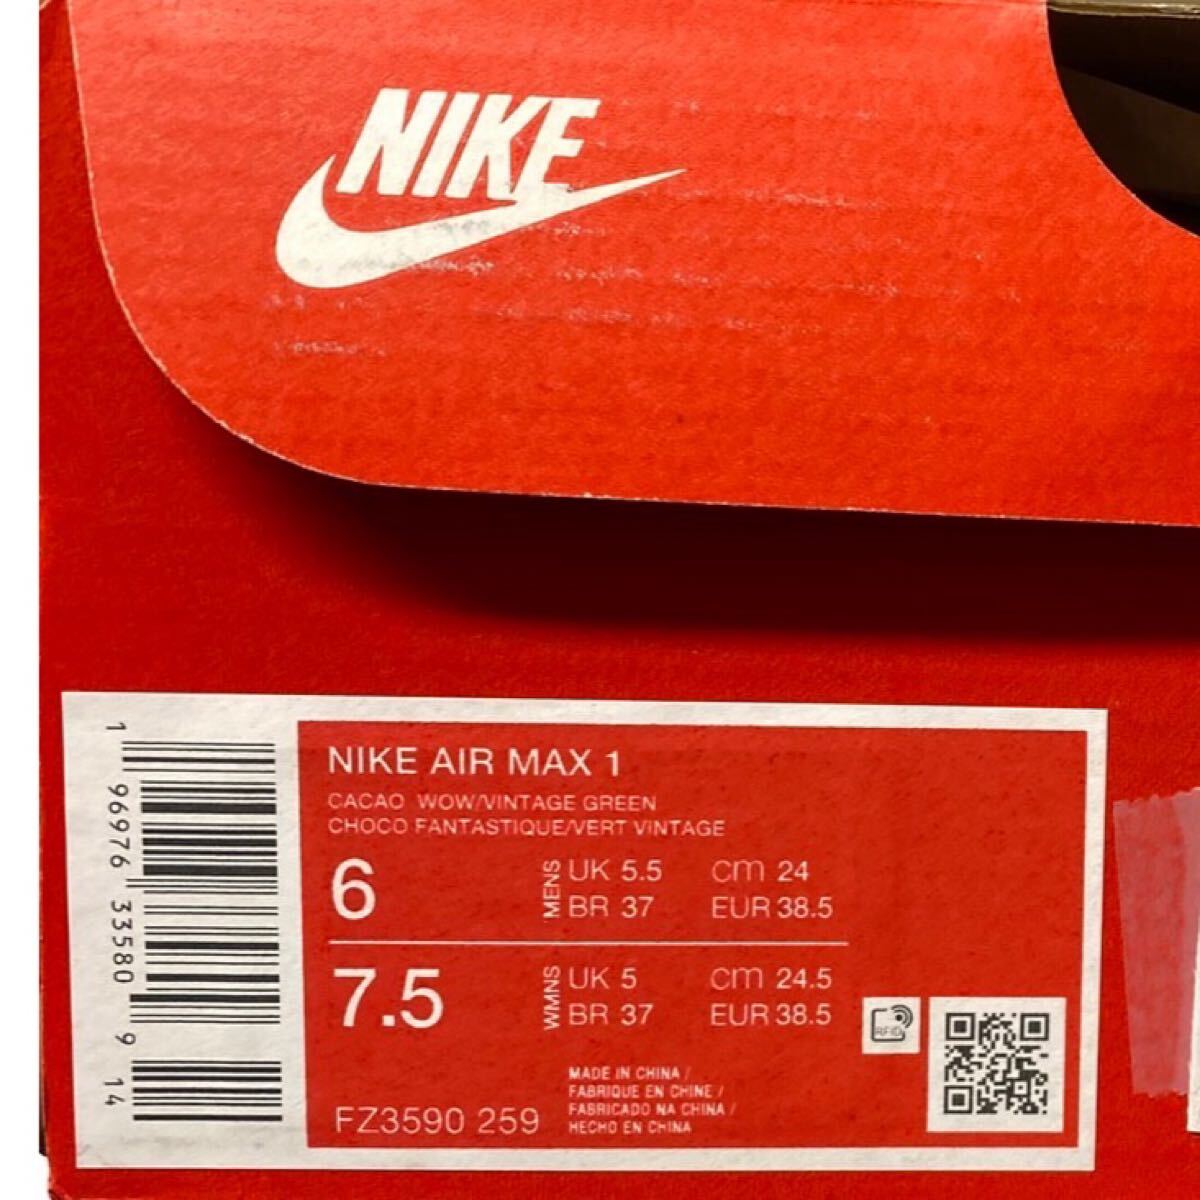 NIKE
NIKE AIR MAX 1
CACAO WOW/VINTAGE GREEN
CHOCO FANTASTIQUE/VERT VINTAGE
6
MENS
UK 5.5 cm 24
BR 37 EUR 38.5
7.5
WMNS
UK 5 cm 24.5
BR 37 EUR 38.5
MADE IN CHINA /
FABRIQUE EN CHINE /
FABRICADO NA CHINA /
HECHO EN CHINA
FZ3590 259
RFID
1 96976 33580 9 14